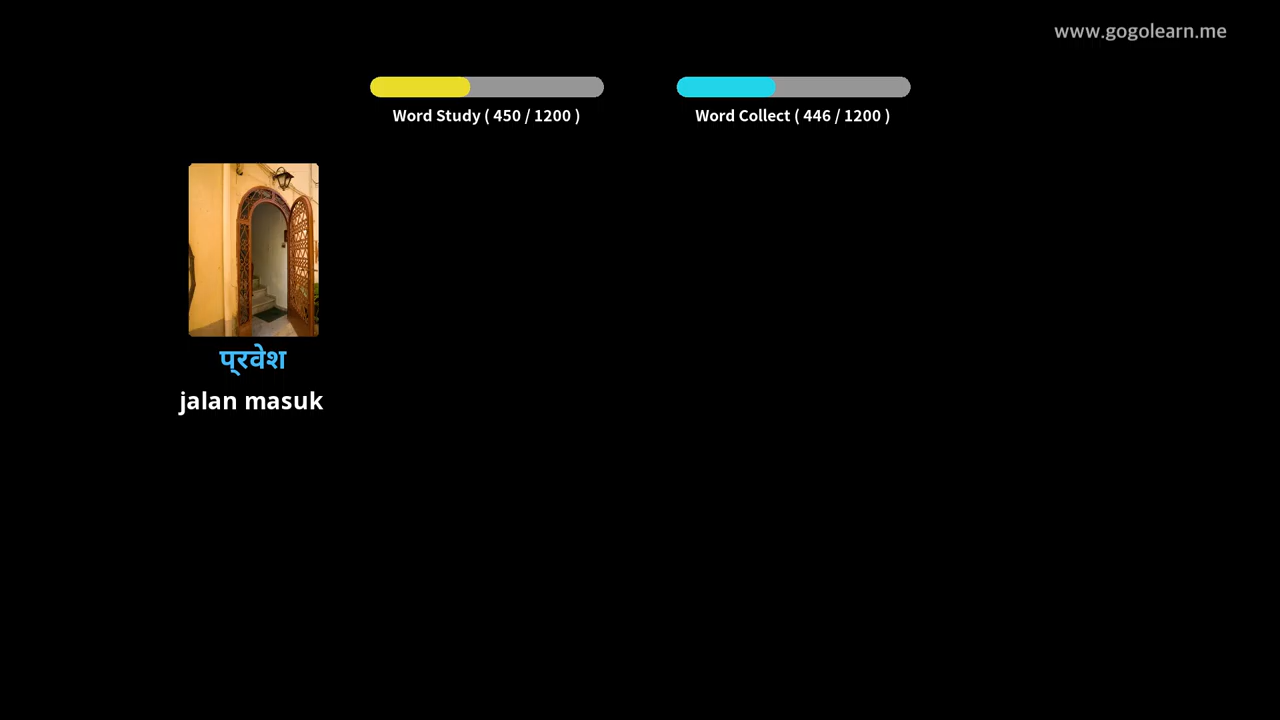 www.gogolearn.me
Word Study ( 450 / 1200 )
Word Collect ( 446 / 1200 )
प्रवेश
jalan masuk